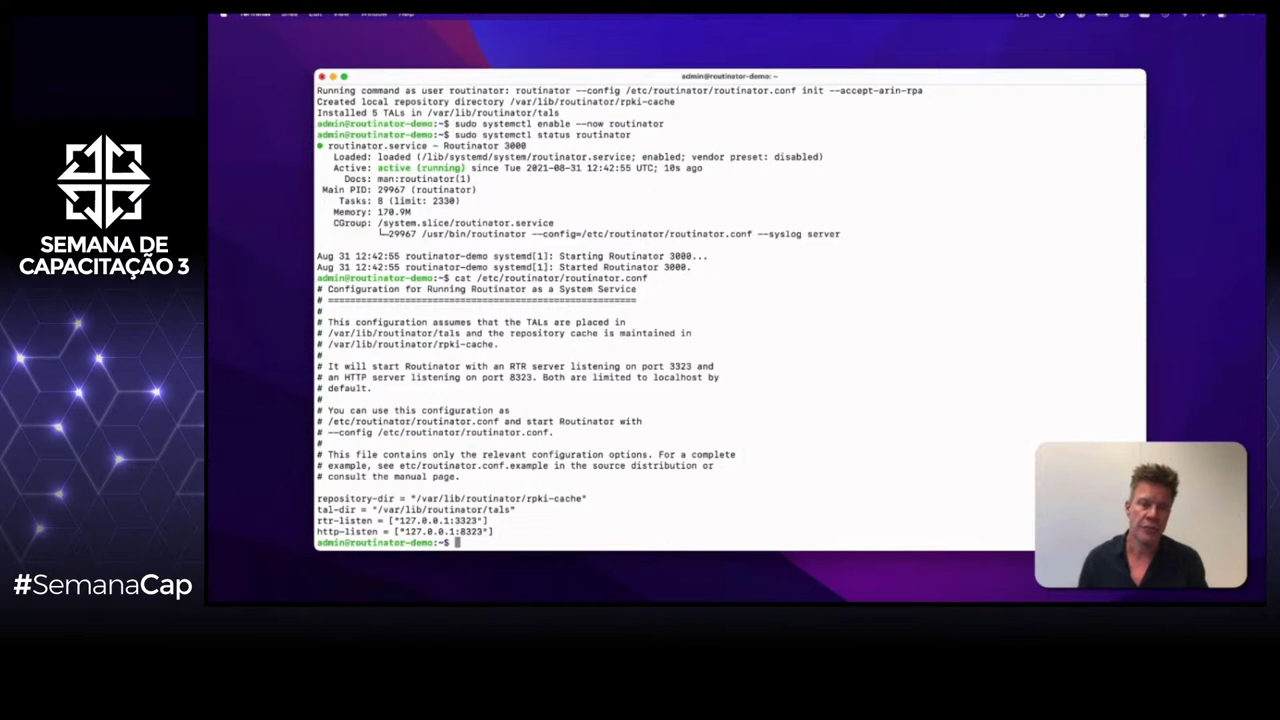 admin@routinator-demo: ~
Running command as user routinator: routinator --config /etc/routinator/routinator.conf init --accept-arin-rpa
Created local repository directory /var/lib/routinator/rpki-cache
Installed 5 TALs in /var/lib/routinator/tals
admin@routinator-demo:~$ sudo systemctl enable --now routinator
admin@routinator-demo:~$ sudo systemctl status routinator
● routinator.service - Routinator 3000
Loaded: loaded (/lib/systemd/system/routinator.service; enabled; vendor preset: disabled)
Active: active (running) since Tue 2021-08-31 12:42:55 UTC; 10s ago
Docs: man:routinator(1)
Main PID: 29967 (routinator)
Tasks: 8 (limit: 2330)
Memory: 170.9M
CGroup: /system.slice/routinator.service
└─29967 /usr/bin/routinator --config=/etc/routinator/routinator.conf --syslog server
Aug 31 12:42:55 routinator-demo systemd[1]: Starting Routinator 3000...
Aug 31 12:42:55 routinator-demo systemd[1]: Started Routinator 3000.
admin@routinator-demo:~$ cat /etc/routinator/routinator.conf
# Configuration for Running Routinator as a System Service
# ========================================================
#
# This configuration assumes that the TALs are placed in
# /var/lib/routinator/tals and the repository cache is maintained in
# /var/lib/routinator/rpki-cache.
#
# It will start Routinator with an RTR server listening on port 3323 and
# an HTTP server listening on port 8323. Both are limited to localhost by
# default.
#
# You can use this configuration as
# /etc/routinator/routinator.conf and start Routinator with
# --config /etc/routinator/routinator.conf.
#
# This file contains only the relevant configuration options. For a complete
# example, see etc/routinator.conf.example in the source distribution or
# consult the manual page.
repository-dir = "/var/lib/routinator/rpki-cache"
tal-dir = "/var/lib/routinator/tals"
rtr-listen = ["127.0.0.1:3323"]
http-listen = ["127.0.0.1:8323"]
admin@routinator-demo:~$
SEMANA DE
CAPACITAÇÃO 3
#SemanaCap